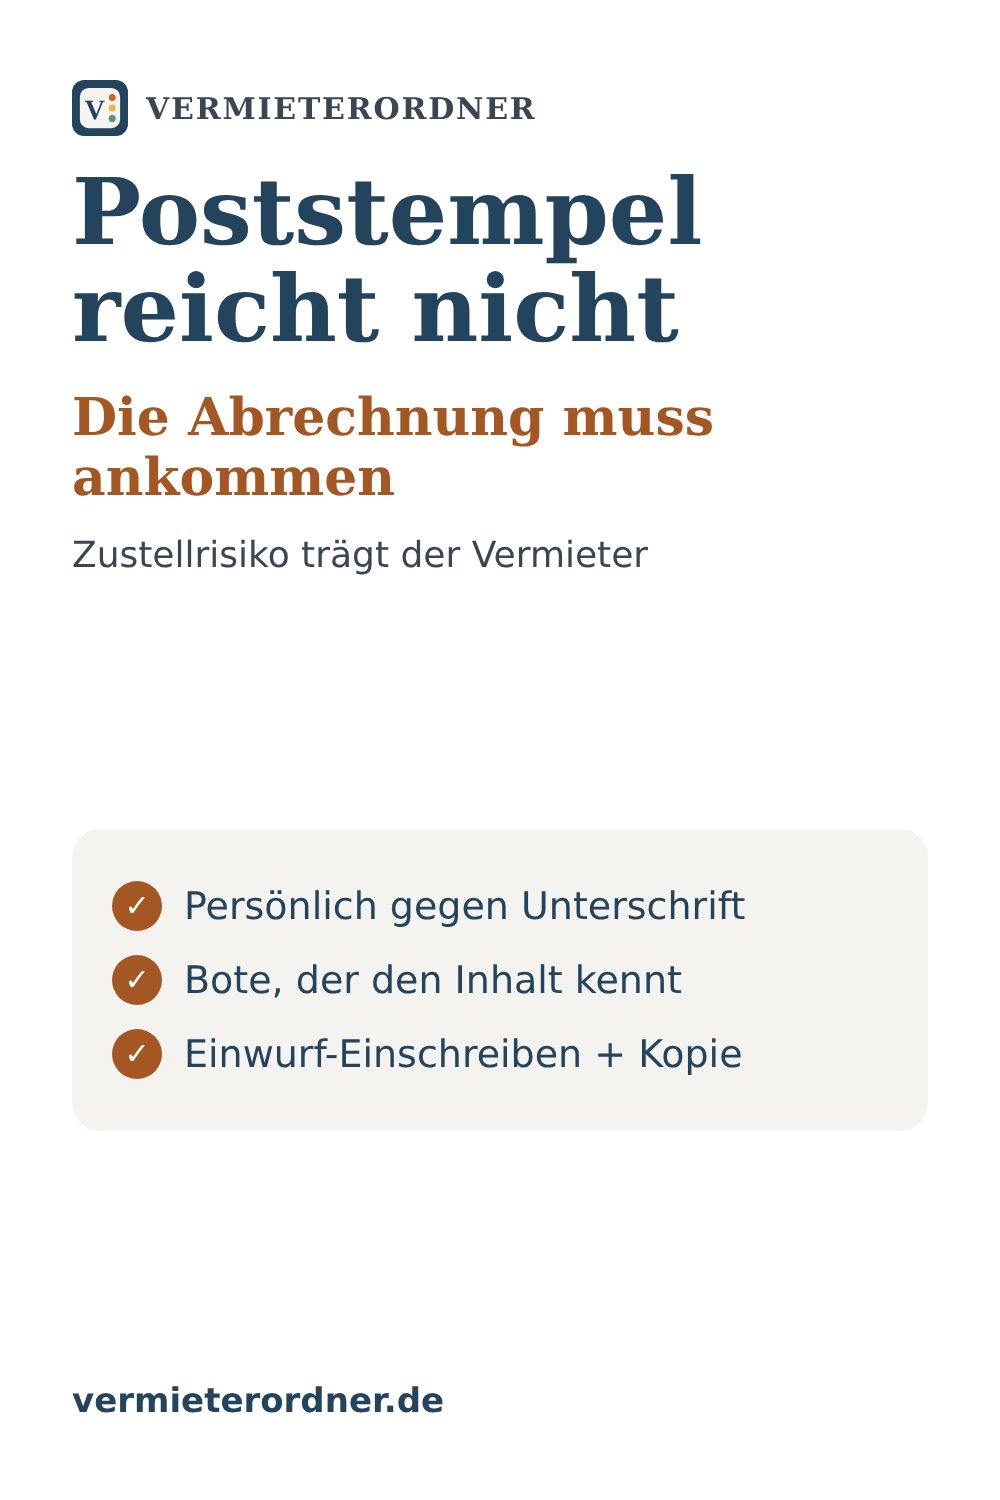 V
VERMIETERORDNER
Poststempel
reicht nicht
Die Abrechnung muss
ankommen
Zustellrisiko trägt der Vermieter
✓ Persönlich gegen Unterschrift
✓ Bote, der den Inhalt kennt
✓ Einwurf-Einschreiben + Kopie
vermieterordner.de